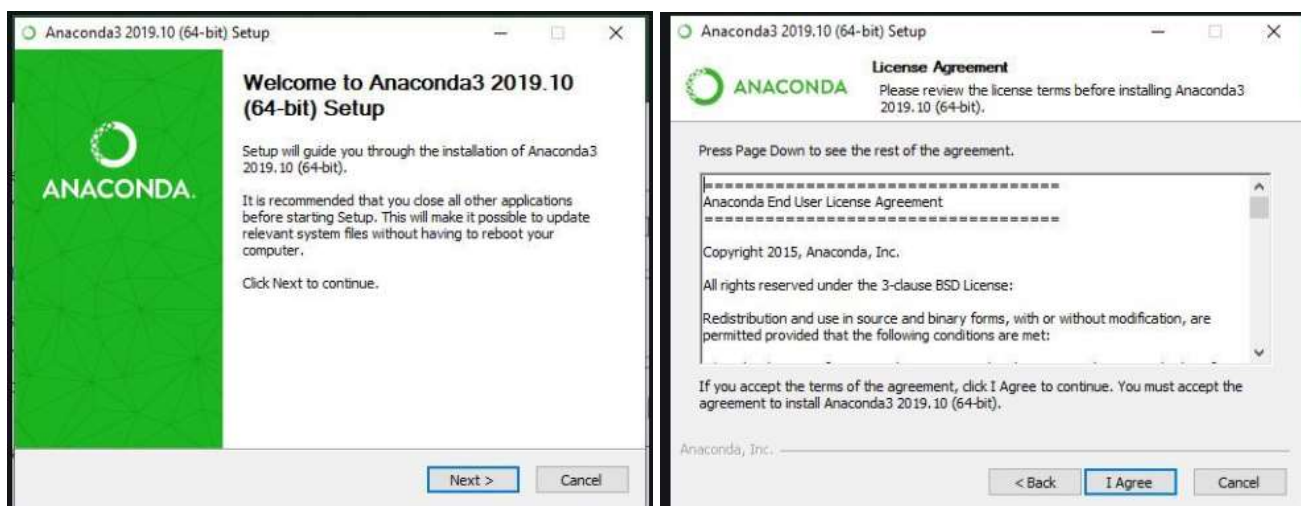 Anaconda3 2019.10 (64-bit) Setup
ANACONDA.
Welcome to Anaconda3 2019.10
(64-bit) Setup
Setup will guide you through the installation of Anaconda3
2019.10 (64-bit).
It is recommended that you close all other applications
before starting Setup. This will make it possible to update
relevant system files without having to reboot your
computer.
Click Next to continue.
Next >
Cancel
Anaconda3 2019.10 (64-bit) Setup
ANACONDA
License Agreement
Please review the license terms before installing Anaconda3
2019.10 (64-bit).
Press Page Down to see the rest of the agreement.
===================================
Anaconda End User License Agreement
===================================
Copyright 2015, Anaconda, Inc.
All rights reserved under the 3-clause BSD License:
Redistribution and use in source and binary forms, with or without modification, are
permitted provided that the following conditions are met:
If you accept the terms of the agreement, click I Agree to continue. You must accept the
agreement to install Anaconda3 2019.10 (64-bit).
Anaconda, Inc.
< Back
I Agree
Cancel